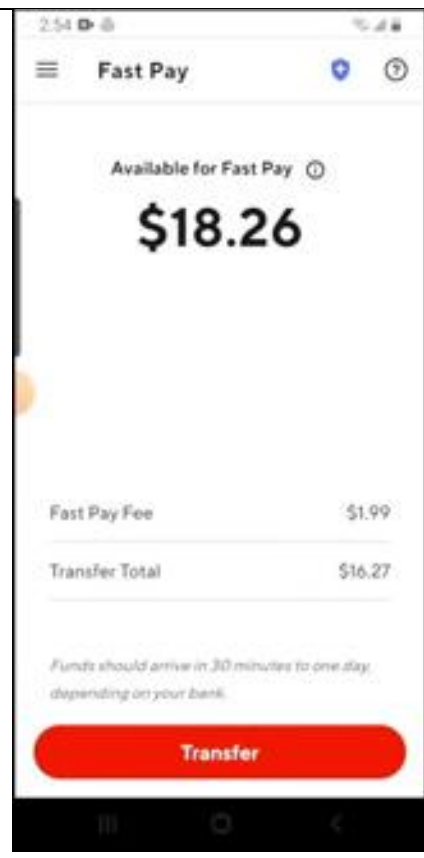 2:54
Fast Pay
Available for Fast Pay
$18.26
Fast Pay Fee $1.99
Transfer Total $16.27
Funds should arrive in 30 minutes to one day,
depending on your bank.
Transfer